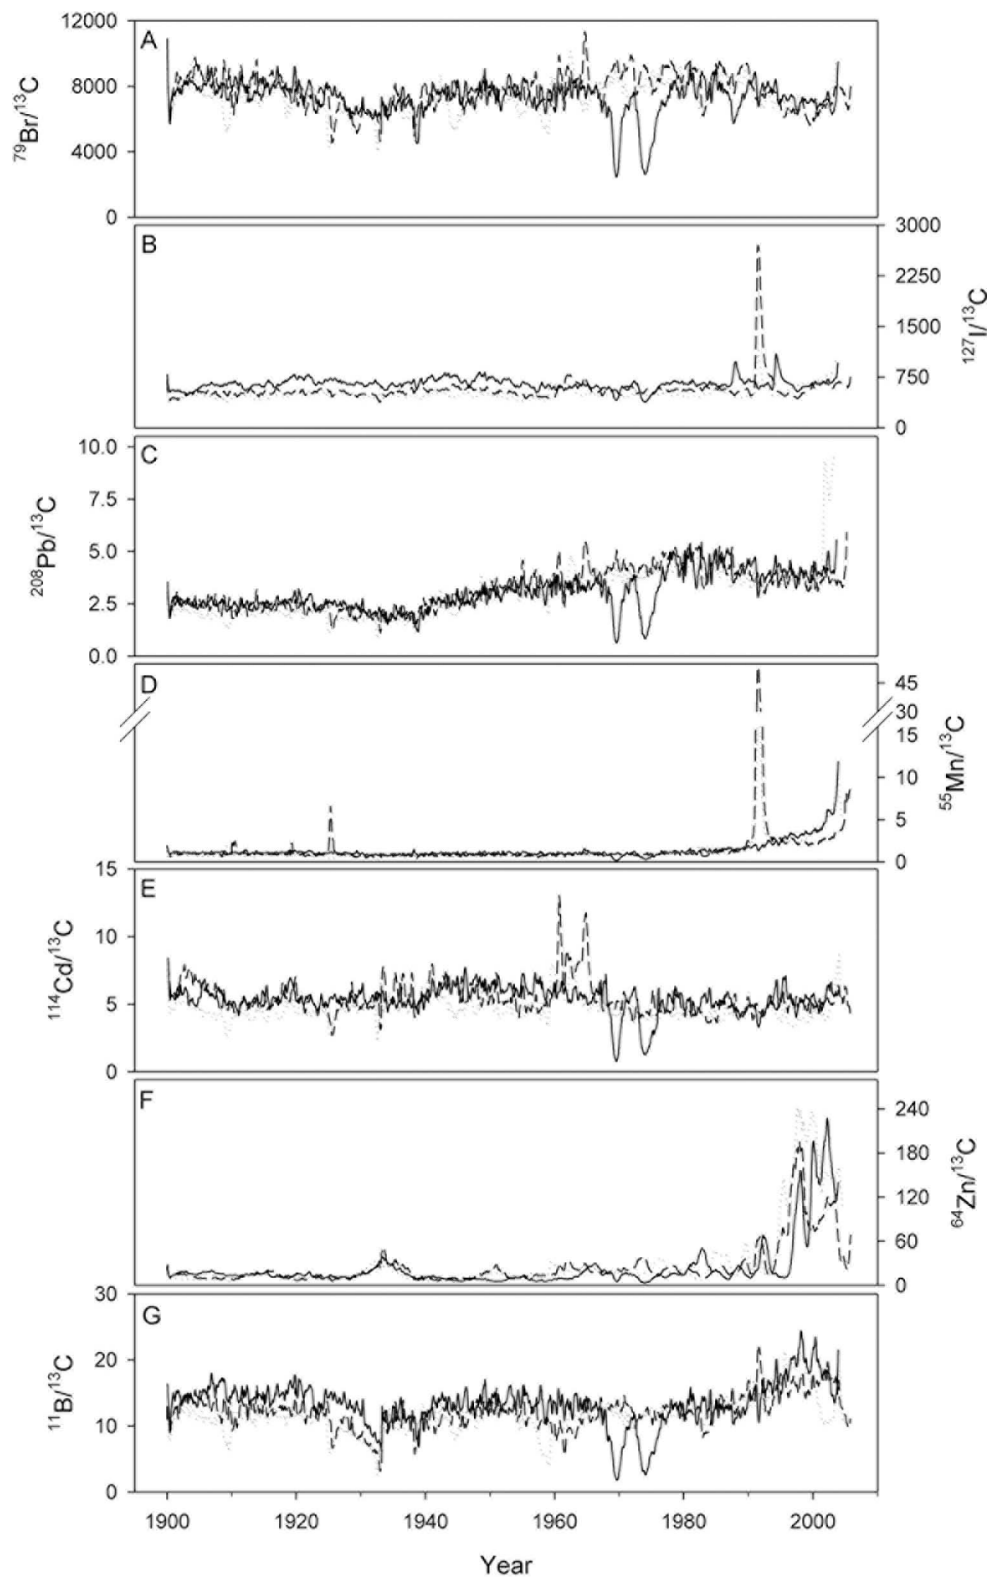 12000
A
8000
4000
0
⁷⁹Br/¹³C
B
3000
2250
1500
750
0
¹²⁷I/¹³C
10.0
C
7.5
5.0
2.5
0.0
²⁰⁸Pb/¹³C
D
45
30
15
10
5
0
⁵⁵Mn/¹³C
15
E
10
5
0
¹¹⁴Cd/¹³C
F
240
180
120
60
0
⁶⁴Zn/¹³C
30
G
20
10
0
¹¹B/¹³C
1900 1920 1940 1960 1980 2000
Year